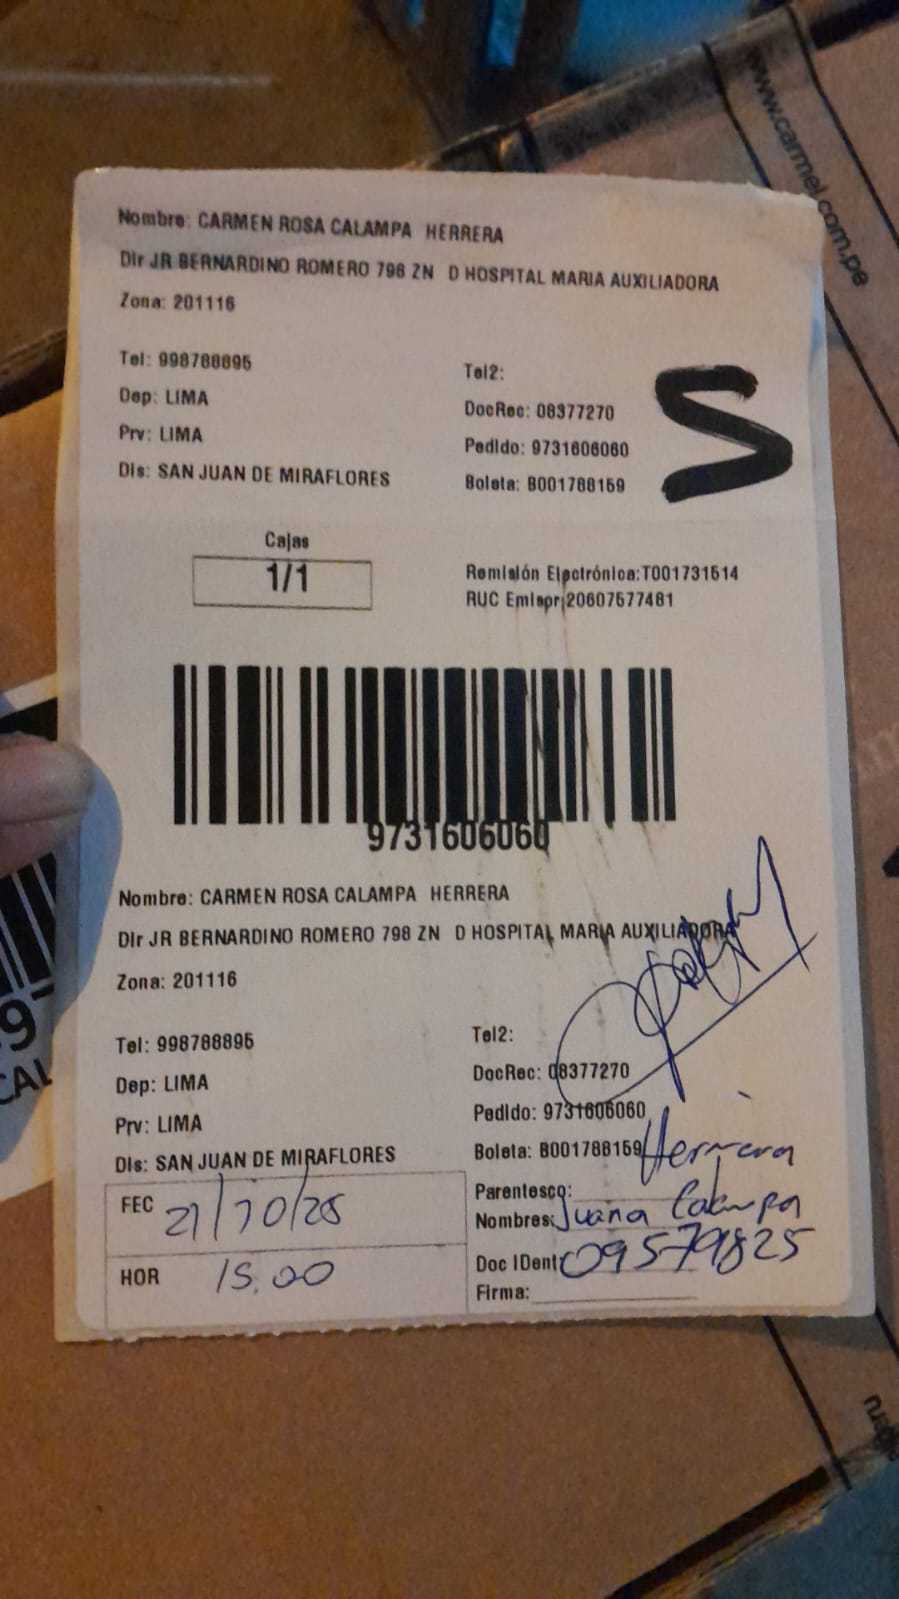 www.carmel.com.pe
Nombre: CARMEN ROSA CALAMPA HERRERA
Dir JR BERNARDINO ROMERO 798 ZN D HOSPITAL MARIA AUXILIADORA
Zona: 201116
Tel: 998788895
Tel2:
Dep: LIMA
DocRec: 08377270
Prv: LIMA
Pedido: 9731606060
Dis: SAN JUAN DE MIRAFLORES
Boleta: B001788159
S
Cajas
1/1
Remisión Electrónica:T001731514
RUC Emisor:20607577481
9731606060
Nombre: CARMEN ROSA CALAMPA HERRERA
Dir JR BERNARDINO ROMERO 798 ZN D HOSPITAL MARIA AUXILIADORA
Zona: 201116
Tel: 998788895
Tel2:
Dep: LIMA
DocRec: 08377270
Prv: LIMA
Pedido: 9731606060
Dis: SAN JUAN DE MIRAFLORES
Boleta: B001788159
Herrera
FEC 21/10/25
Parentesco:
Nombres: Juana Calampa
HOR 15.00
Doc IDent: 09579825
Firma: